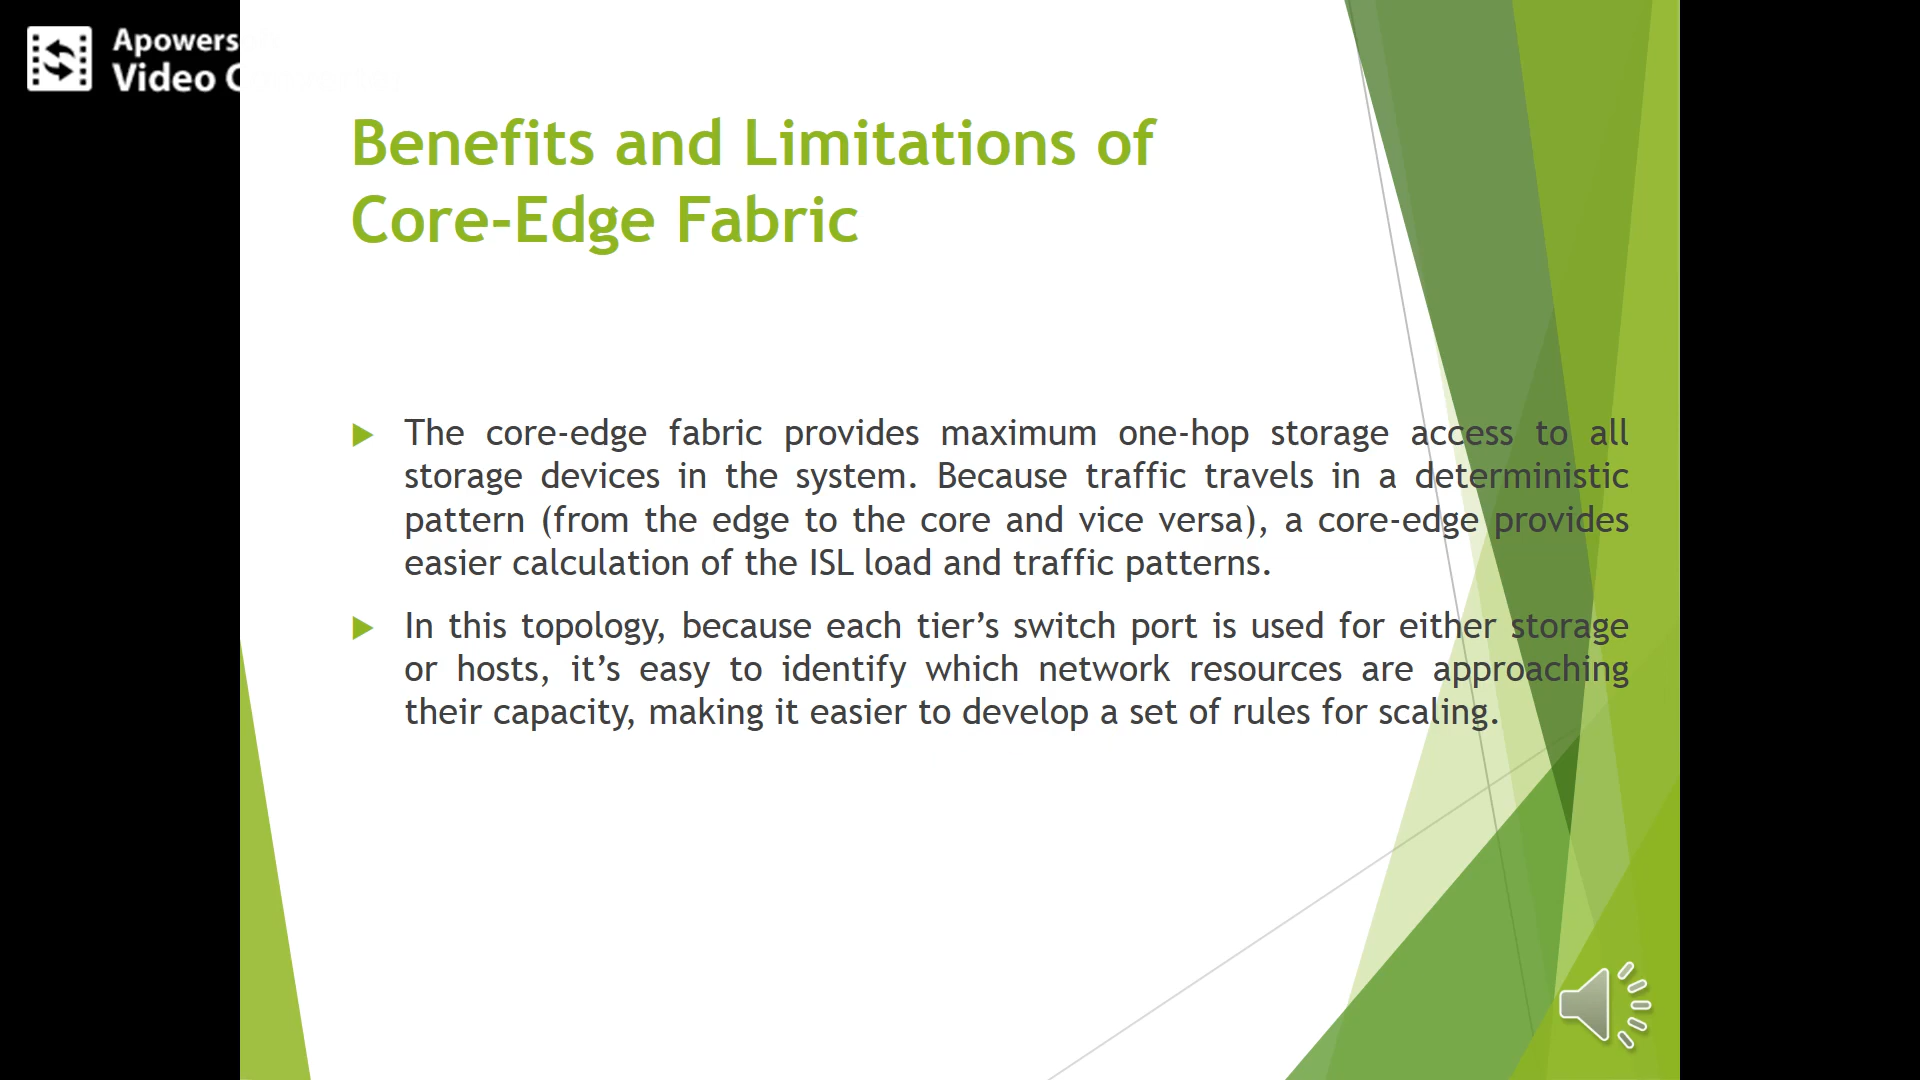 Apowers
Video
Benefits and Limitations of
Core-Edge Fabric
The core-edge fabric provides maximum one-hop storage access to all
storage devices in the system. Because traffic travels in a deterministic
pattern (from the edge to the core and vice versa), a core-edge provides
easier calculation of the ISL load and traffic patterns.
In this topology, because each tier’s switch port is used for either storage
or hosts, it’s easy to identify which network resources are approaching
their capacity, making it easier to develop a set of rules for scaling.